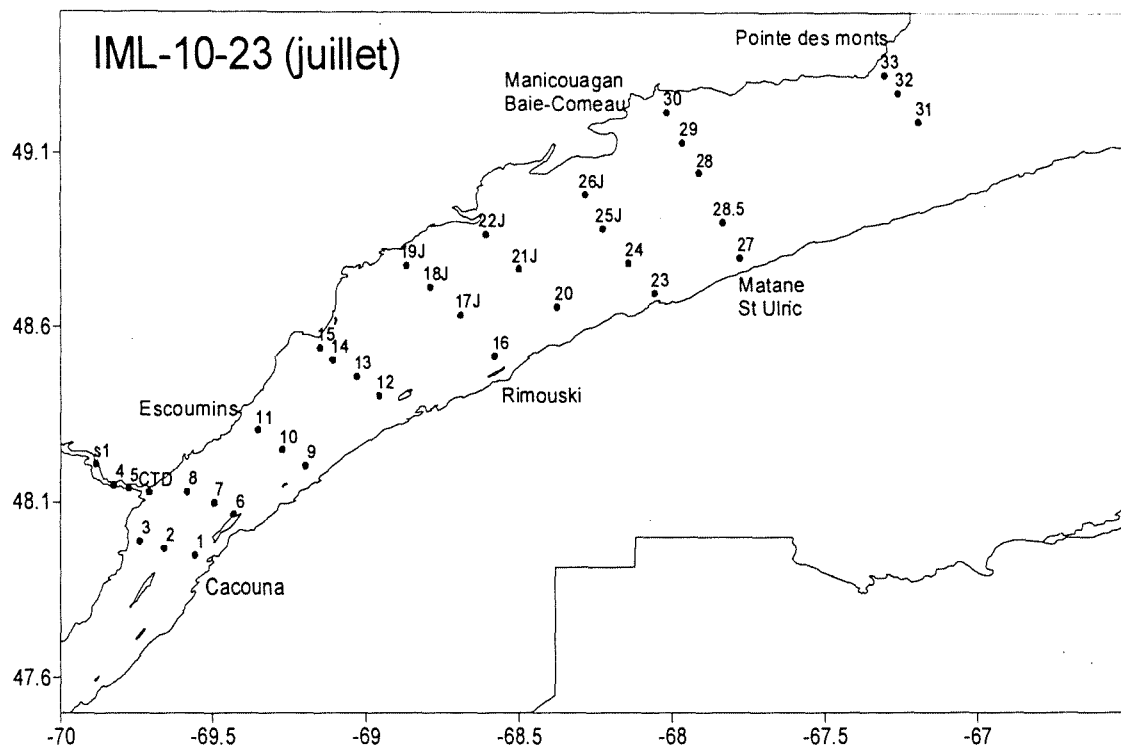 IML-10-23 (juillet)
Pointe des monts
33
32
31
Manicouagan
Baie-Comeau
30
29
28
28.5
27
49.1
26J
25J
24
23
22J
21J
20
19J
18J
17J
16
Matane
St Ulric
48.6
15
14
13
12
Rimouski
Escoumins
11
10
9
s1
4
5
CTD
8
7
6
48.1
3
2
1
Cacouna
47.6
-70
-69.5
-69
-68.5
-68
-67.5
-67